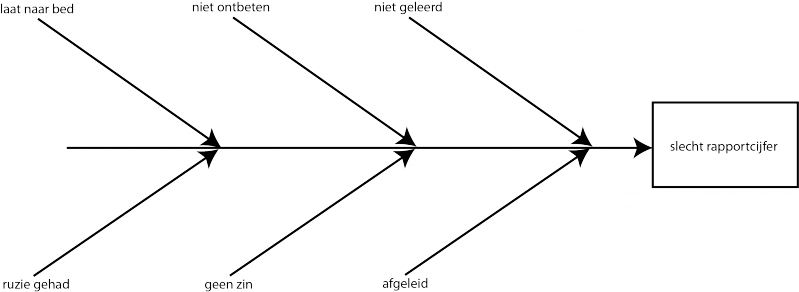 laat naar bed
niet ontbeten
niet geleerd
slecht rapportcijfer
ruzie gehad
geen zin
afgeleid